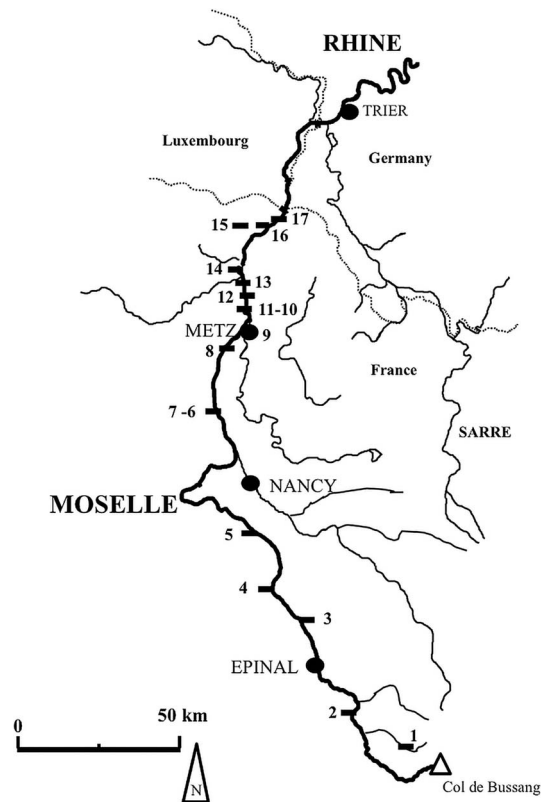 RHINE
TRIER
Luxembourg
Germany
17
15
16
14
13
12
11-10
METZ
9
8
France
7 -6
SARRE
NANCY
MOSELLE
5
4
3
EPINAL
2
50 km
0
1
N
Col de Bussang